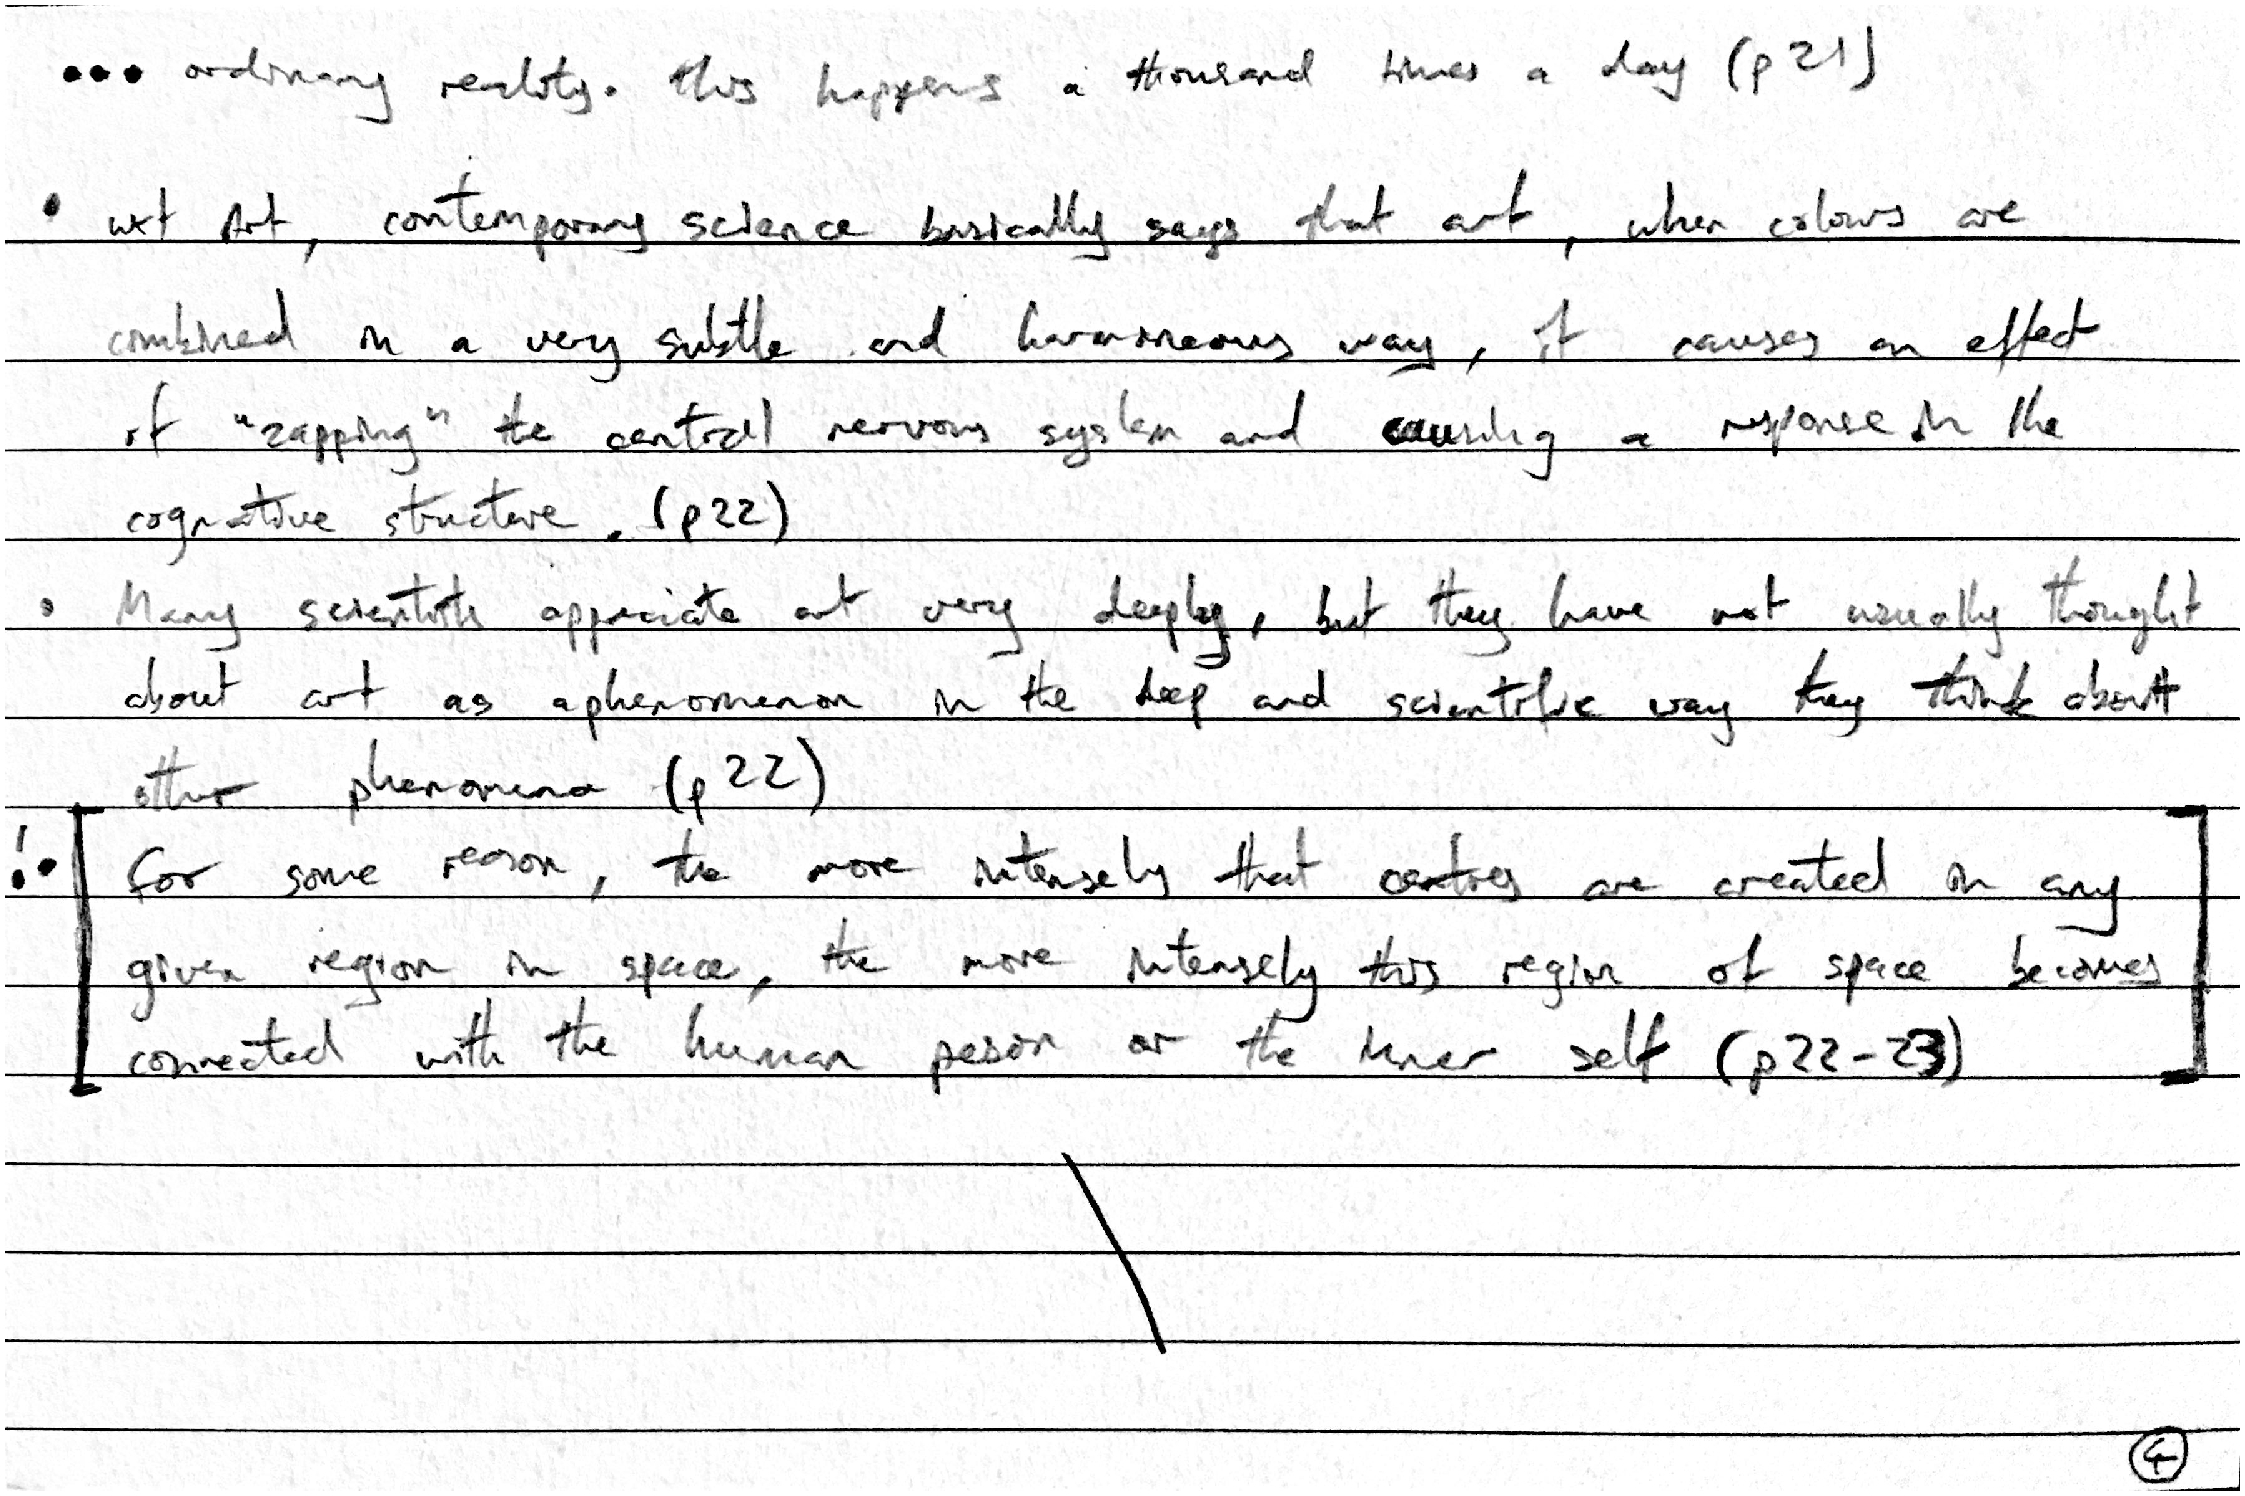 ••• ordinary reality. this happens a thousand times a day (p21)
• wrt Art, contemporary science basically says that art, when colours are
combined in a very subtle and harmoneous way, it causes an effect
of "zapping" the central nervous system and causing a response in the
cognative structure. (p22)
• Many scientists appreciate art very deeply, but they have not usually thought
about art as a phenomenon in the deep and scientific way they think about
other phenomena (p22)
!• [for some reason, the more intensely that centres are created in any
given region in space, the more intensely this region of space becomes
connected with the human peson or the inner self (p22-23)]
4